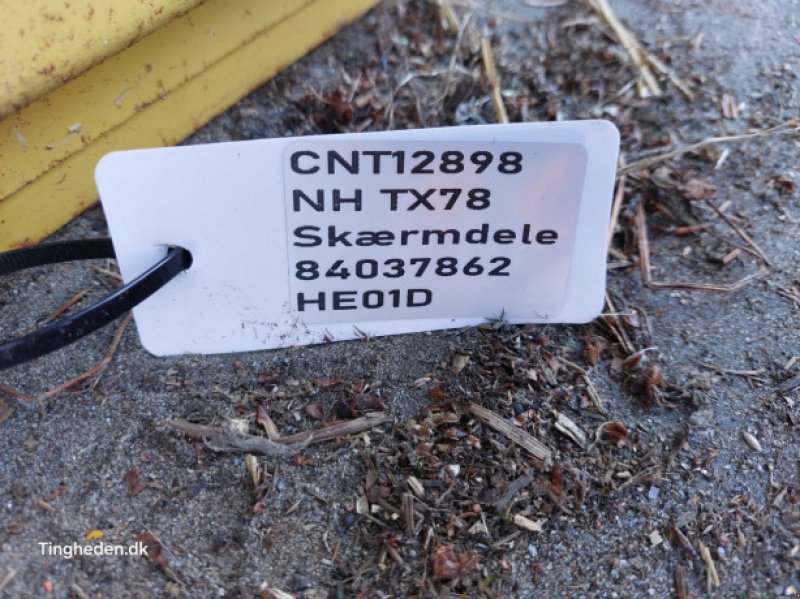 CNT12898
NH TX78
Skærmdele
84037862
HE01D
Tingheden.dk